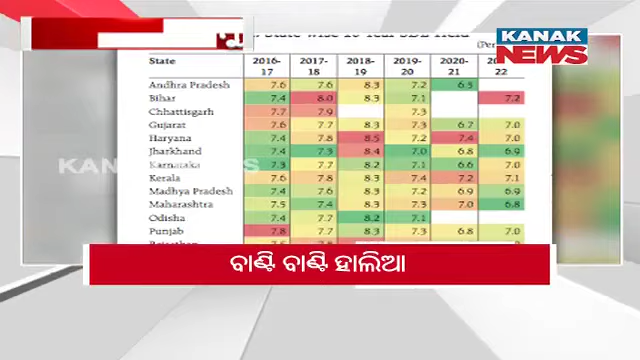 KANAK
NEWS
(Per
State 2016-17 2017-18 2018-19 2019-20 2020-21 22
Andhra Pradesh 7.6 7.6 8.3 7.2 6.5
Bihar 7.4 8.0 8.3 7.1 7.2
Chhattisgarh 7.7 7.9 7.3
Gujarat 7.6 7.7 8.3 7.3 6.7 7.0
Haryana 7.4 7.8 8.5 7.2 7.4 7.0
Jharkhand 7.4 7.3 8.4 7.0 6.8 6.9
Karnataka 7.3 7.7 8.2 7.1 6.6 7.0
Kerala 7.6 7.8 8.3 7.4 7.2 7.1
Madhya Pradesh 7.4 7.6 8.3 7.2 6.9 6.9
Maharashtra 7.5 7.4 8.3 7.3 7.0 6.8
Odisha 7.4 7.7 8.2 7.1
Punjab 7.8 7.7 8.3 7.3 6.8 7.0
ବାଣ୍ଟି ବାଣ୍ଟି ହାଲିଆ